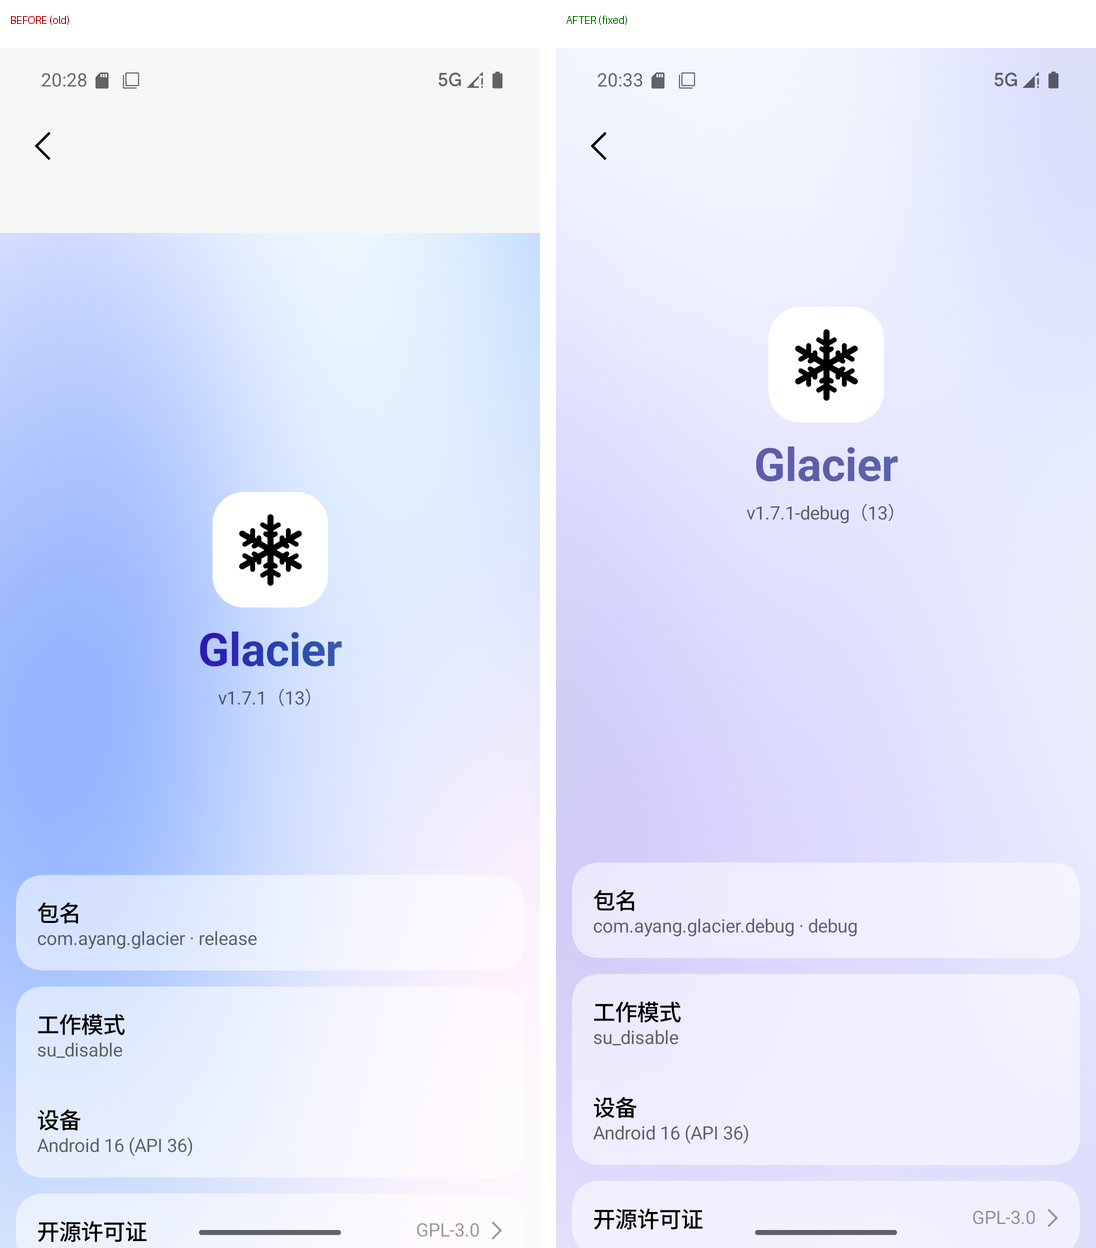 BEFORE (old)
20:28
5G
Glacier
v1.7.1（13）
包名
com.ayang.glacier · release
工作模式
su_disable
设备
Android 16 (API 36)
开源许可证
GPL-3.0
AFTER (fixed)
20:33
5G
Glacier
v1.7.1-debug（13）
包名
com.ayang.glacier.debug · debug
工作模式
su_disable
设备
Android 16 (API 36)
开源许可证
GPL-3.0